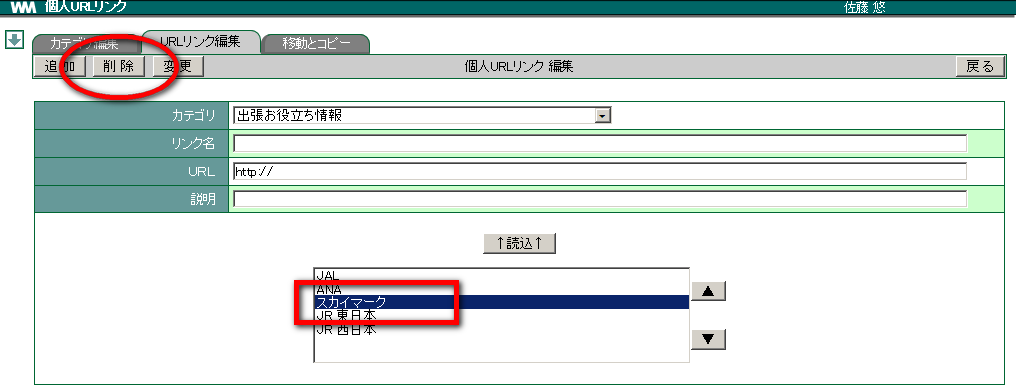 WM 個人URLリンク 佐藤 悠
カテゴリ編集 URLリンク編集 移動とコピー
追加 削除 変更 個人URLリンク 編集 戻る
カテゴリ 出張お役立ち情報
リンク名
URL http://
説明
↑読込↑
JAL
ANA
スカイマーク
JR 東日本
JR 西日本